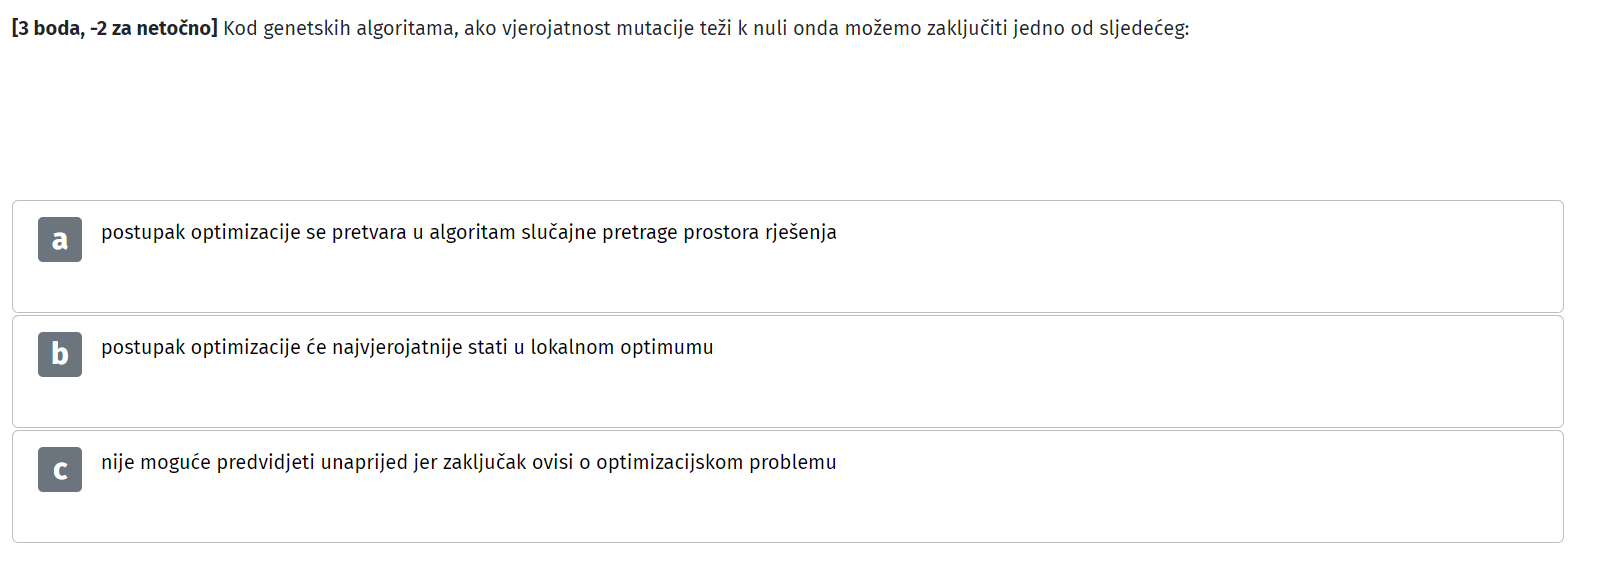 [3 boda, -2 za netočno] Kod genetskih algoritama, ako vjerojatnost mutacije teži k nuli onda možemo zaključiti jedno od sljedećeg:
a postupak optimizacije se pretvara u algoritam slučajne pretrage prostora rješenja
b postupak optimizacije će najvjerojatnije stati u lokalnom optimumu
c nije moguće predvidjeti unaprijed jer zaključak ovisi o optimizacijskom problemu